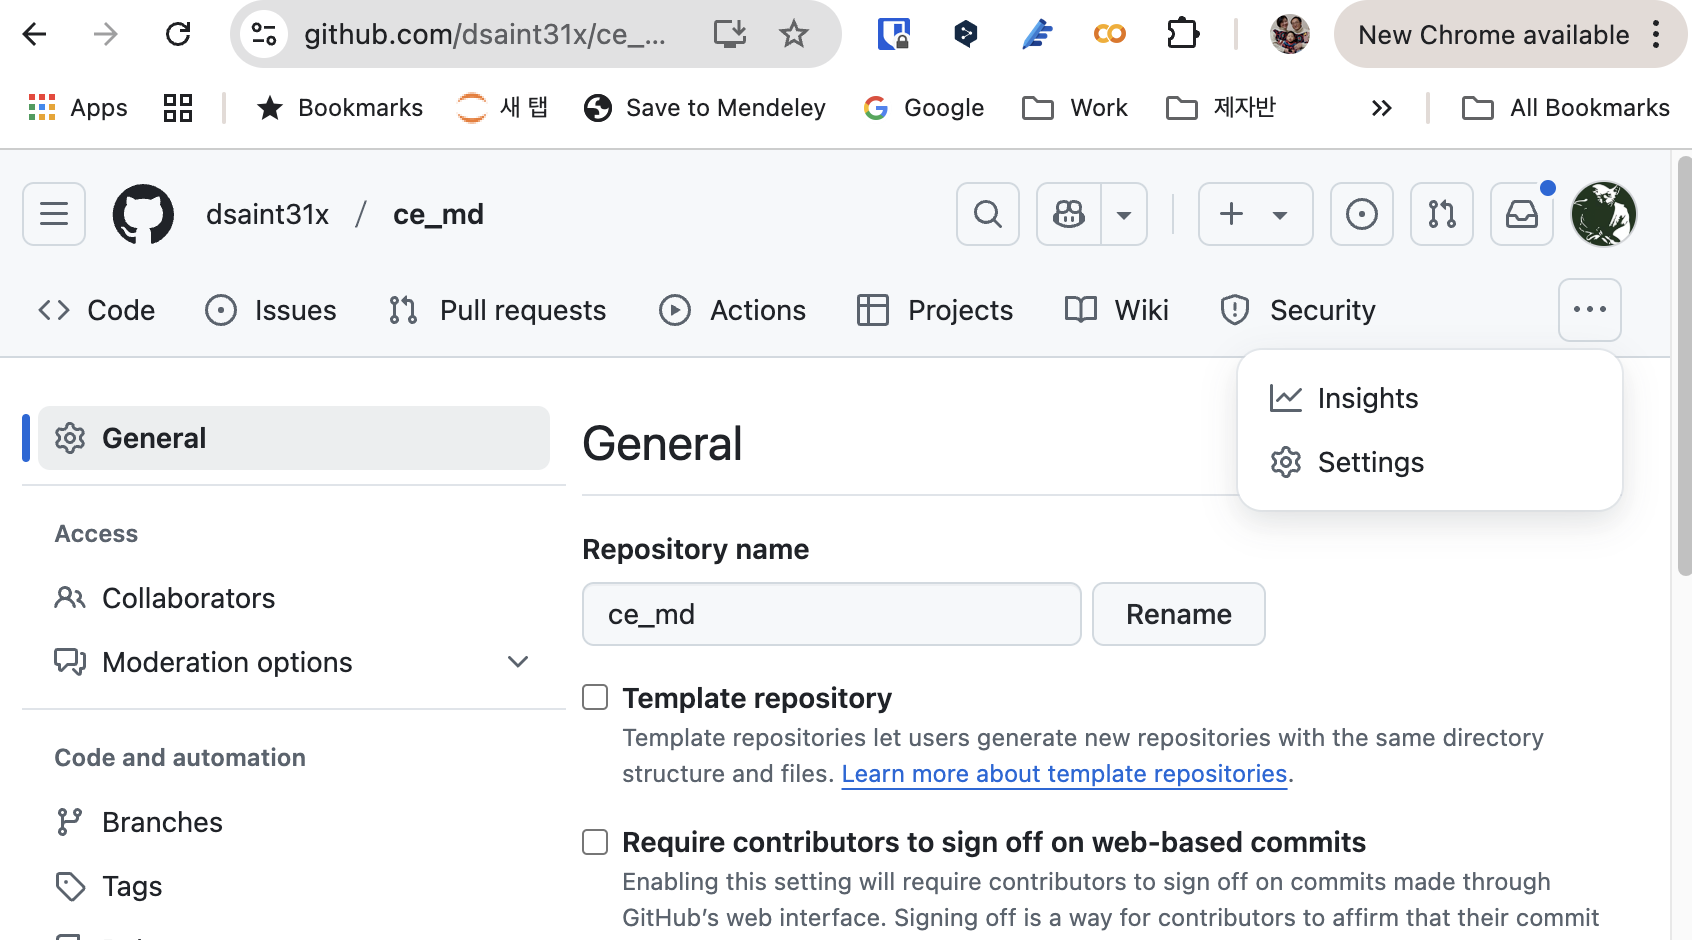 github.com/dsaint31x/ce_...
New Chrome available
Apps
Bookmarks
새 탭
Save to Mendeley
Google
Work
제자반
All Bookmarks
dsaint31x / ce_md
Code
Issues
Pull requests
Actions
Projects
Wiki
Security
Insights
Settings
General
Access
Collaborators
Moderation options
Code and automation
Branches
Tags
General
Repository name
ce_md
Rename
Template repository
Template repositories let users generate new repositories with the same directory
structure and files. Learn more about template repositories.
Require contributors to sign off on web-based commits
Enabling this setting will require contributors to sign off on commits made through
GitHub’s web interface. Signing off is a way for contributors to affirm that their commit